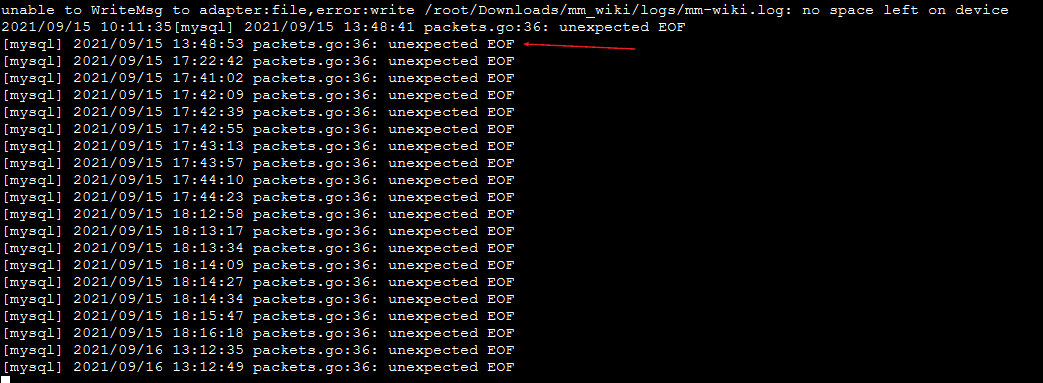 unable to WriteMsg to adapter:file,error:write /root/Downloads/mm_wiki/logs/mm-wiki.log: no space left on device
2021/09/15 10:11:35[mysql] 2021/09/15 13:48:41 packets.go:36: unexpected EOF
[mysql] 2021/09/15 13:48:53 packets.go:36: unexpected EOF
[mysql] 2021/09/15 17:22:42 packets.go:36: unexpected EOF
[mysql] 2021/09/15 17:41:02 packets.go:36: unexpected EOF
[mysql] 2021/09/15 17:42:09 packets.go:36: unexpected EOF
[mysql] 2021/09/15 17:42:39 packets.go:36: unexpected EOF
[mysql] 2021/09/15 17:42:55 packets.go:36: unexpected EOF
[mysql] 2021/09/15 17:43:13 packets.go:36: unexpected EOF
[mysql] 2021/09/15 17:43:57 packets.go:36: unexpected EOF
[mysql] 2021/09/15 17:44:10 packets.go:36: unexpected EOF
[mysql] 2021/09/15 17:44:23 packets.go:36: unexpected EOF
[mysql] 2021/09/15 18:12:58 packets.go:36: unexpected EOF
[mysql] 2021/09/15 18:13:17 packets.go:36: unexpected EOF
[mysql] 2021/09/15 18:13:34 packets.go:36: unexpected EOF
[mysql] 2021/09/15 18:14:09 packets.go:36: unexpected EOF
[mysql] 2021/09/15 18:14:27 packets.go:36: unexpected EOF
[mysql] 2021/09/15 18:14:34 packets.go:36: unexpected EOF
[mysql] 2021/09/15 18:15:47 packets.go:36: unexpected EOF
[mysql] 2021/09/15 18:16:18 packets.go:36: unexpected EOF
[mysql] 2021/09/16 13:12:35 packets.go:36: unexpected EOF
[mysql] 2021/09/16 13:12:49 packets.go:36: unexpected EOF